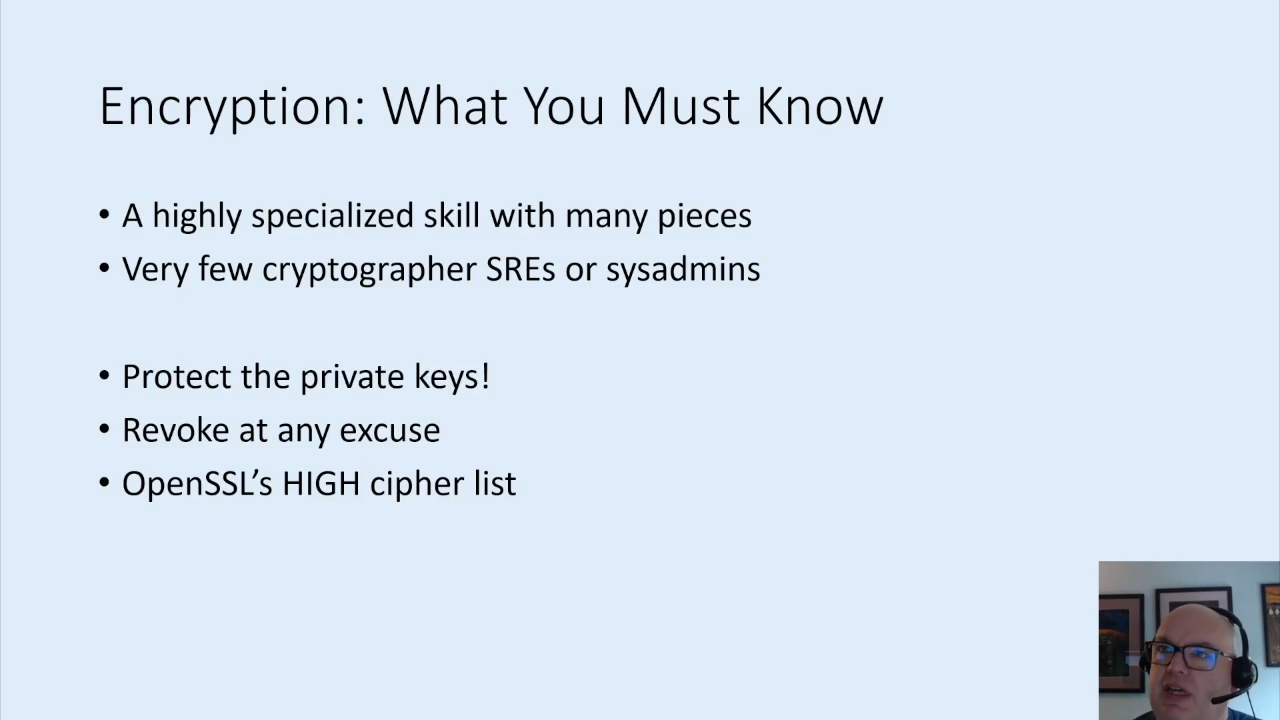 Encryption: What You Must Know
• A highly specialized skill with many pieces
• Very few cryptographer SREs or sysadmins
• Protect the private keys!
• Revoke at any excuse
• OpenSSL’s HIGH cipher list